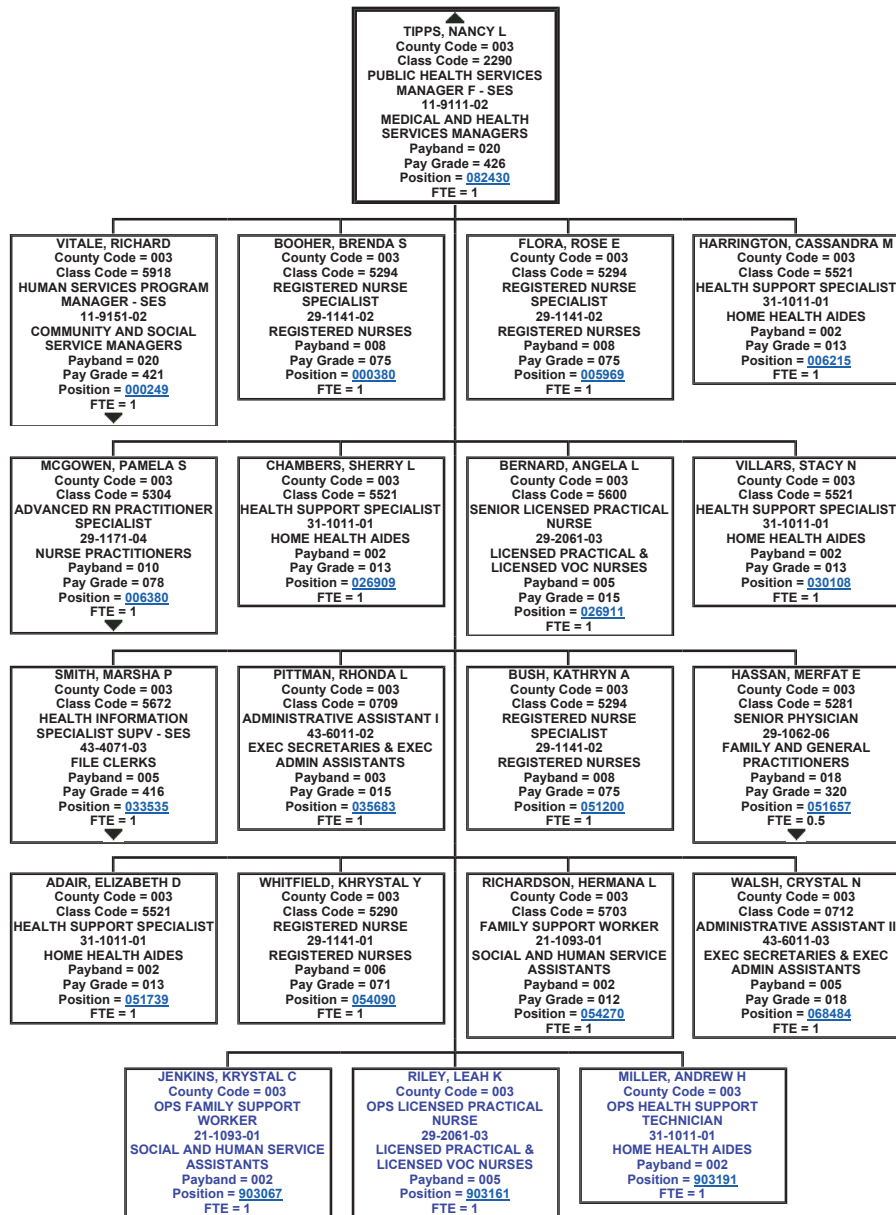 TIPPS, NANCY L
County Code = 003
Class Code = 2290
PUBLIC HEALTH SERVICES
MANAGER F - SES
11-9111-02
MEDICAL AND HEALTH
SERVICES MANAGERS
Payband = 020
Pay Grade = 426
Position = 082430
FTE = 1
VITALE, RICHARD
County Code = 003
Class Code = 5918
HUMAN SERVICES PROGRAM
MANAGER - SES
11-9151-02
COMMUNITY AND SOCIAL
SERVICE MANAGERS
Payband = 020
Pay Grade = 421
Position = 000249
FTE = 1
BOOHER, BRENDA S
County Code = 003
Class Code = 5294
REGISTERED NURSE
SPECIALIST
29-1141-02
REGISTERED NURSES
Payband = 008
Pay Grade = 075
Position = 000380
FTE = 1
FLORA, ROSE E
County Code = 003
Class Code = 5294
REGISTERED NURSE
SPECIALIST
29-1141-02
REGISTERED NURSES
Payband = 008
Pay Grade = 075
Position = 005969
FTE = 1
HARRINGTON, CASSANDRA M
County Code = 003
Class Code = 5521
HEALTH SUPPORT SPECIALIST
31-1011-01
HOME HEALTH AIDES
Payband = 002
Pay Grade = 013
Position = 006215
FTE = 1
MCGOWEN, PAMELA S
County Code = 003
Class Code = 5304
ADVANCED RN PRACTITIONER
SPECIALIST
29-1171-04
NURSE PRACTITIONERS
Payband = 010
Pay Grade = 078
Position = 006380
FTE = 1
CHAMBERS, SHERRY L
County Code = 003
Class Code = 5521
HEALTH SUPPORT SPECIALIST
31-1011-01
HOME HEALTH AIDES
Payband = 002
Pay Grade = 013
Position = 026909
FTE = 1
BERNARD, ANGELA L
County Code = 003
Class Code = 5600
SENIOR LICENSED PRACTICAL
NURSE
29-2061-03
LICENSED PRACTICAL &
LICENSED VOC NURSES
Payband = 005
Pay Grade = 015
Position = 026911
FTE = 1
VILLARS, STACY N
County Code = 003
Class Code = 5521
HEALTH SUPPORT SPECIALIST
31-1011-01
HOME HEALTH AIDES
Payband = 002
Pay Grade = 013
Position = 030108
FTE = 1
SMITH, MARSHA P
County Code = 003
Class Code = 5672
HEALTH INFORMATION
SPECIALIST SUPV - SES
43-4071-03
FILE CLERKS
Payband = 005
Pay Grade = 416
Position = 033535
FTE = 1
PITTMAN, RHONDA L
County Code = 003
Class Code = 0709
ADMINISTRATIVE ASSISTANT I
43-6011-02
EXEC SECRETARIES & EXEC
ADMIN ASSISTANTS
Payband = 003
Pay Grade = 015
Position = 035683
FTE = 1
BUSH, KATHRYN A
County Code = 003
Class Code = 5294
REGISTERED NURSE
SPECIALIST
29-1141-02
REGISTERED NURSES
Payband = 008
Pay Grade = 075
Position = 051200
FTE = 1
HASSAN, MERFAT E
County Code = 003
Class Code = 5281
SENIOR PHYSICIAN
29-1062-06
FAMILY AND GENERAL
PRACTITIONERS
Payband = 018
Pay Grade = 320
Position = 051657
FTE = 0.5
ADAIR, ELIZABETH D
County Code = 003
Class Code = 5521
HEALTH SUPPORT SPECIALIST
31-1011-01
HOME HEALTH AIDES
Payband = 002
Pay Grade = 013
Position = 051739
FTE = 1
WHITFIELD, KHRYSTAL Y
County Code = 003
Class Code = 5290
REGISTERED NURSE
29-1141-01
REGISTERED NURSES
Payband = 006
Pay Grade = 071
Position = 054090
FTE = 1
RICHARDSON, HERMANA L
County Code = 003
Class Code = 5703
FAMILY SUPPORT WORKER
21-1093-01
SOCIAL AND HUMAN SERVICE
ASSISTANTS
Payband = 002
Pay Grade = 012
Position = 054270
FTE = 1
WALSH, CRYSTAL N
County Code = 003
Class Code = 0712
ADMINISTRATIVE ASSISTANT II
43-6011-03
EXEC SECRETARIES & EXEC
ADMIN ASSISTANTS
Payband = 005
Pay Grade = 018
Position = 068484
FTE = 1
JENKINS, KRYSTAL C
County Code = 003
OPS FAMILY SUPPORT
WORKER
21-1093-01
SOCIAL AND HUMAN SERVICE
ASSISTANTS
Payband = 002
Position = 903067
FTE = 1
RILEY, LEAH K
County Code = 003
OPS LICENSED PRACTICAL
NURSE
29-2061-03
LICENSED PRACTICAL &
LICENSED VOC NURSES
Payband = 005
Position = 903161
FTE = 1
MILLER, ANDREW H
County Code = 003
OPS HEALTH SUPPORT
TECHNICIAN
31-1011-01
HOME HEALTH AIDES
Payband = 002
Position = 903191
FTE = 1